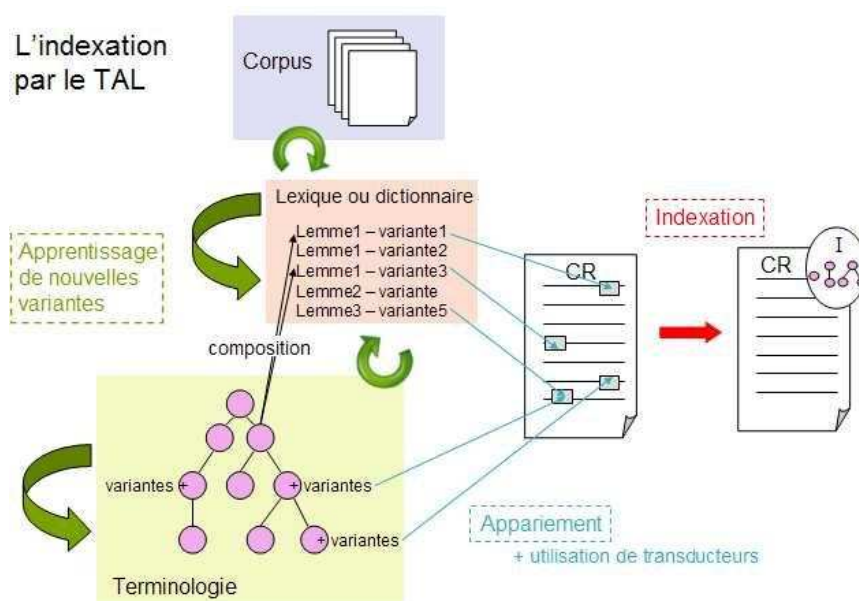 L'indexation
par le TAL
Corpus
Lexique ou dictionnaire
Lemme1 – variante1
Lemme1 – variante2
Lemme1 – variante3
Lemme2 – variante
Lemme3 – variante5
Apprentissage
de nouvelles
variantes
composition
CR
Indexation
CR
I
variantes +
+ variantes
+ variantes
Terminologie
Appariement
+ utilisation de transducteurs